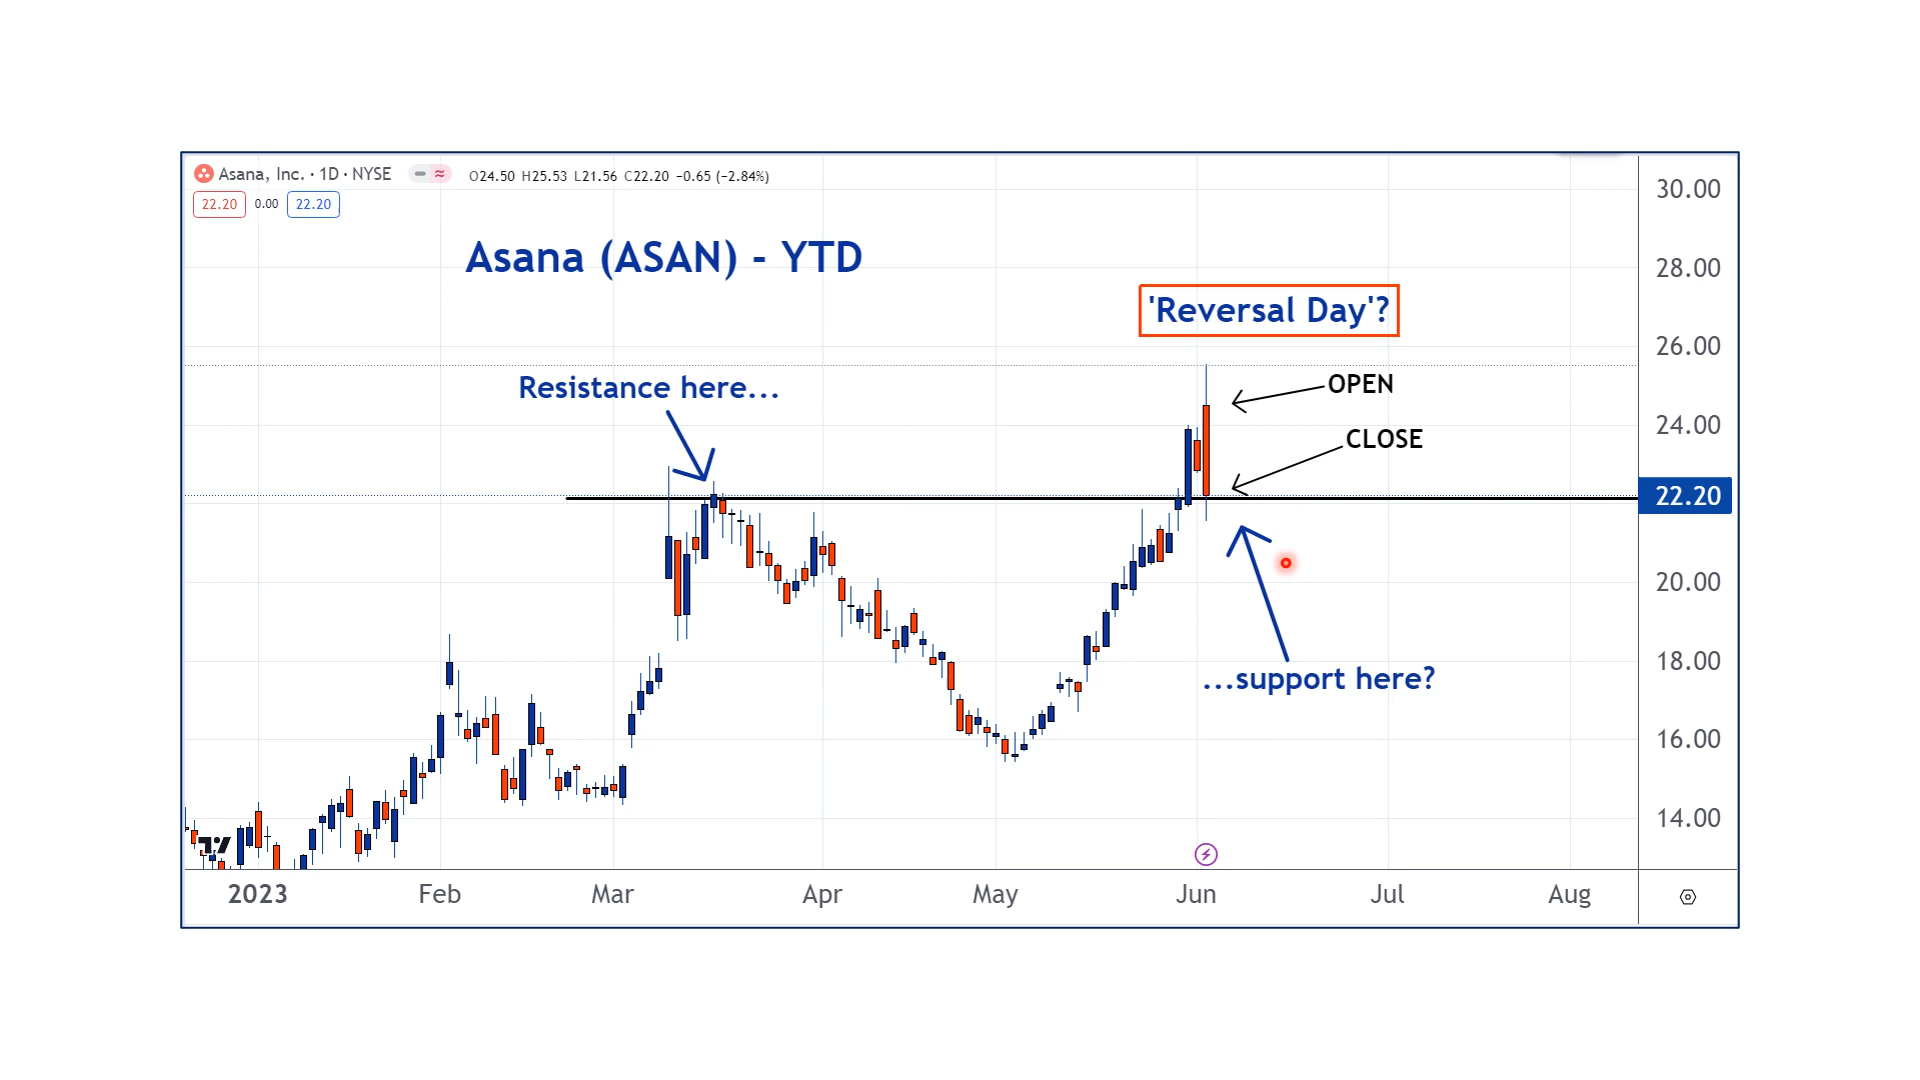 Asana, Inc. · 1D · NYSE
O24.50 H25.53 L21.56 C22.20 −0.65 (−2.84%)
22.20 0.00 22.20
Asana (ASAN) - YTD
'Reversal Day'?
Resistance here...
OPEN
CLOSE
...support here?
30.00
28.00
26.00
24.00
22.20
20.00
18.00
16.00
14.00
2023 Feb Mar Apr May Jun Jul Aug